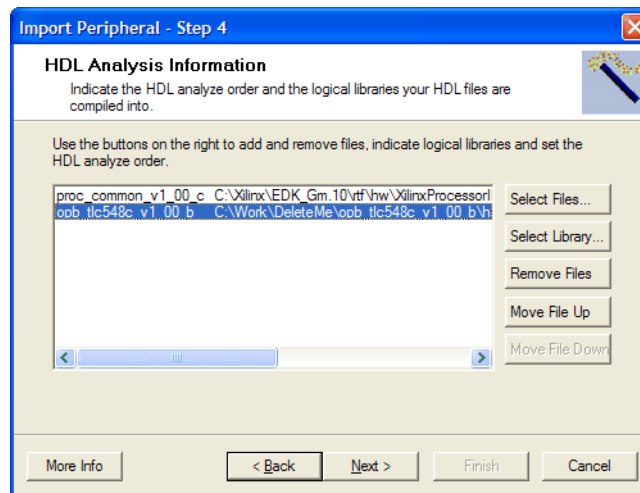 Import Peripheral - Step 4
HDL Analysis Information
Indicate the HDL analyze order and the logical libraries your HDL files are
compiled into.
Use the buttons on the right to add and remove files, indicate logical libraries and set the
HDL analyze order.
proc_common_v1_00_c C:\Xilinx\EDK_Gm.10\rtf\hw\XilinxProcessorI
opb_tlc548c_v1_00_b C:\Work\DeleteMe\opb_tlc548c_v1_00_b\h
Select Files...
Select Library...
Remove Files
Move File Up
Move File Down
More Info
< Back
Next >
Finish
Cancel